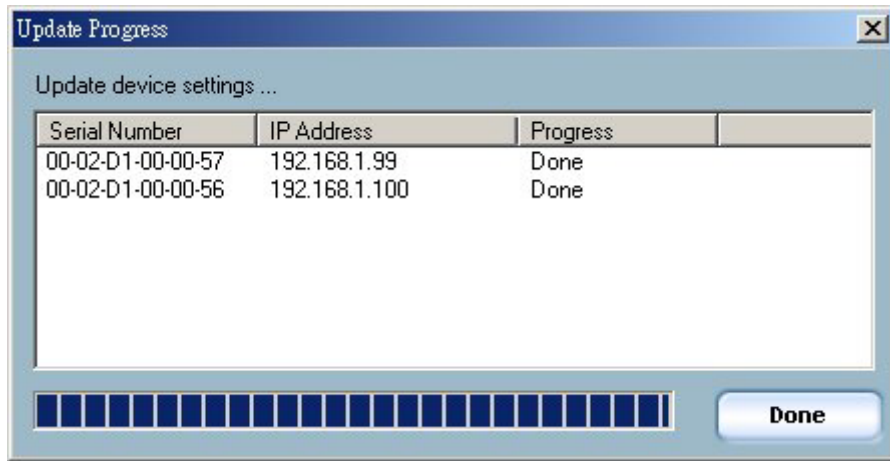 Update Progress
Update device settings ...
Serial Number IP Address Progress
00-02-D1-00-00-57 192.168.1.99 Done
00-02-D1-00-00-56 192.168.1.100 Done
Done